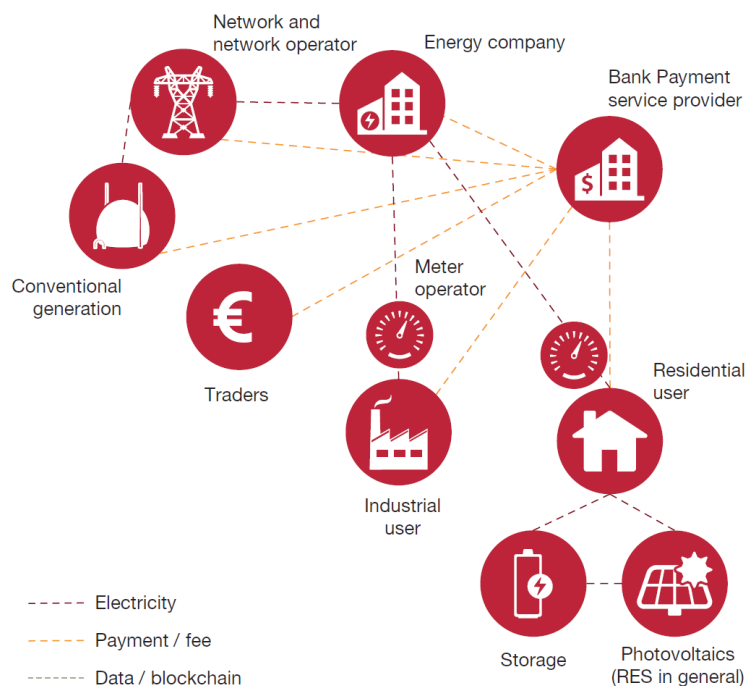 Network and
network operator
Energy company
Bank Payment
service provider
$
Conventional
generation
€
Traders
Meter
operator
Residential
user
Industrial
user
Electricity
Payment / fee
Data / blockchain
Storage
Photovoltaics
(RES in general)